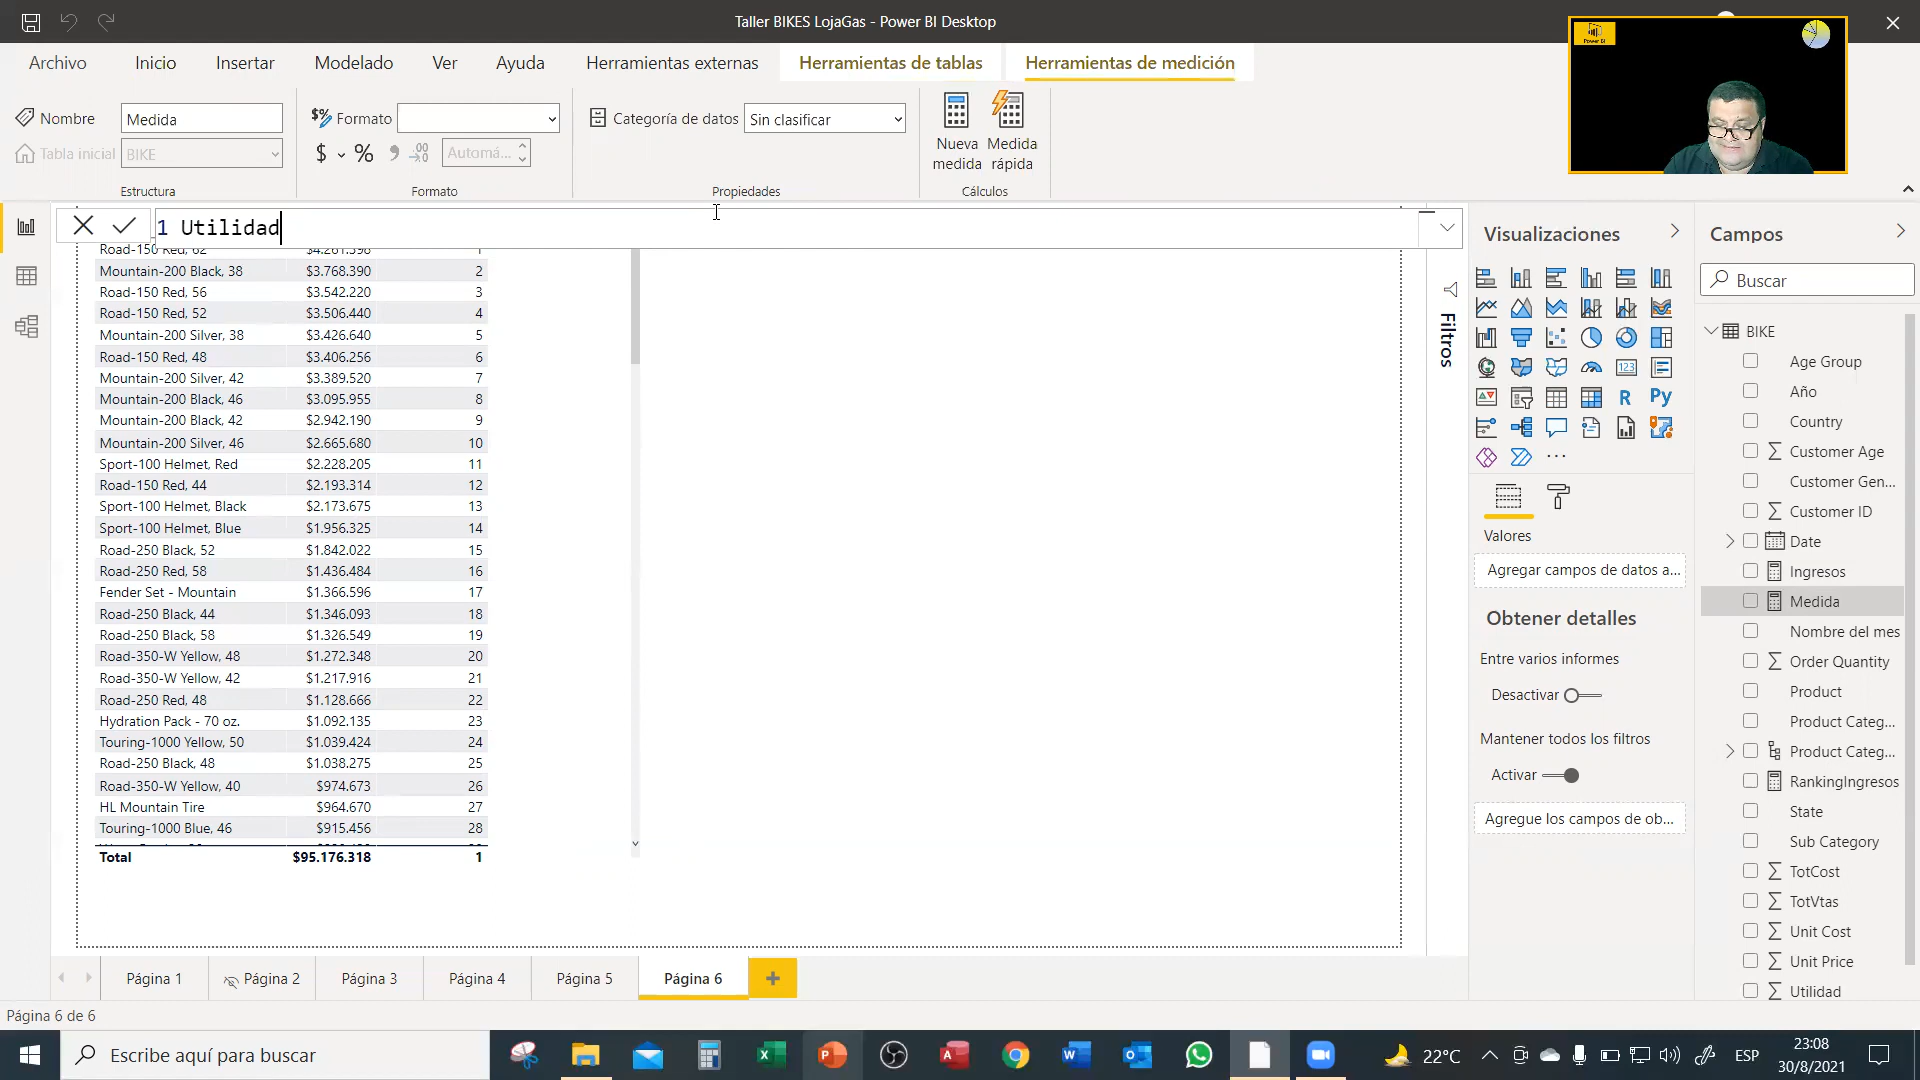 Taller BIKES LojaGas - Power BI Desktop
Archivo Inicio Insertar Modelado Ver Ayuda Herramientas externas Herramientas de tablas Herramientas de medición
Nombre Medida
Tabla inicial BIKE
Estructura
Formato
$ % Automá...
Formato
Categoría de datos Sin clasificar
Propiedades
Nueva medida
Medida rápida
Cálculos
Power BI
1 Utilidad
Road-150 Red, 62 $4.261.598 1
Mountain-200 Black, 38 $3.768.390 2
Road-150 Red, 56 $3.542.220 3
Road-150 Red, 52 $3.506.440 4
Mountain-200 Silver, 38 $3.426.640 5
Road-150 Red, 48 $3.406.256 6
Mountain-200 Silver, 42 $3.389.520 7
Mountain-200 Black, 46 $3.095.955 8
Mountain-200 Black, 42 $2.942.190 9
Mountain-200 Silver, 46 $2.665.680 10
Sport-100 Helmet, Red $2.228.205 11
Road-150 Red, 44 $2.193.314 12
Sport-100 Helmet, Black $2.173.675 13
Sport-100 Helmet, Blue $1.956.325 14
Road-250 Black, 52 $1.842.022 15
Road-250 Red, 58 $1.436.484 16
Fender Set - Mountain $1.366.596 17
Road-250 Black, 44 $1.346.093 18
Road-250 Black, 58 $1.326.549 19
Road-350-W Yellow, 48 $1.272.348 20
Road-350-W Yellow, 42 $1.217.916 21
Road-250 Red, 48 $1.128.666 22
Hydration Pack - 70 oz. $1.092.135 23
Touring-1000 Yellow, 50 $1.039.424 24
Road-250 Black, 48 $1.038.275 25
Road-350-W Yellow, 40 $974.673 26
HL Mountain Tire $964.670 27
Touring-1000 Blue, 46 $915.456 28
Total $95.176.318 1
Filtros
Visualizaciones
123
R Py
Valores
Agregar campos de datos a...
Obtener detalles
Entre varios informes
Desactivar
Mantener todos los filtros
Activar
Agregue los campos de ob...
Campos
Buscar
BIKE
Age Group
Año
Country
Customer Age
Customer Gen...
Customer ID
Date
Ingresos
Medida
Nombre del mes
Order Quantity
Product
Product Categ...
Product Categ...
RankingIngresos
State
Sub Category
TotCost
TotVtas
Unit Cost
Unit Price
Utilidad
Página 1 Página 2 Página 3 Página 4 Página 5 Página 6 +
Página 6 de 6
Escribe aquí para buscar
22°C ESP
23:08
30/8/2021